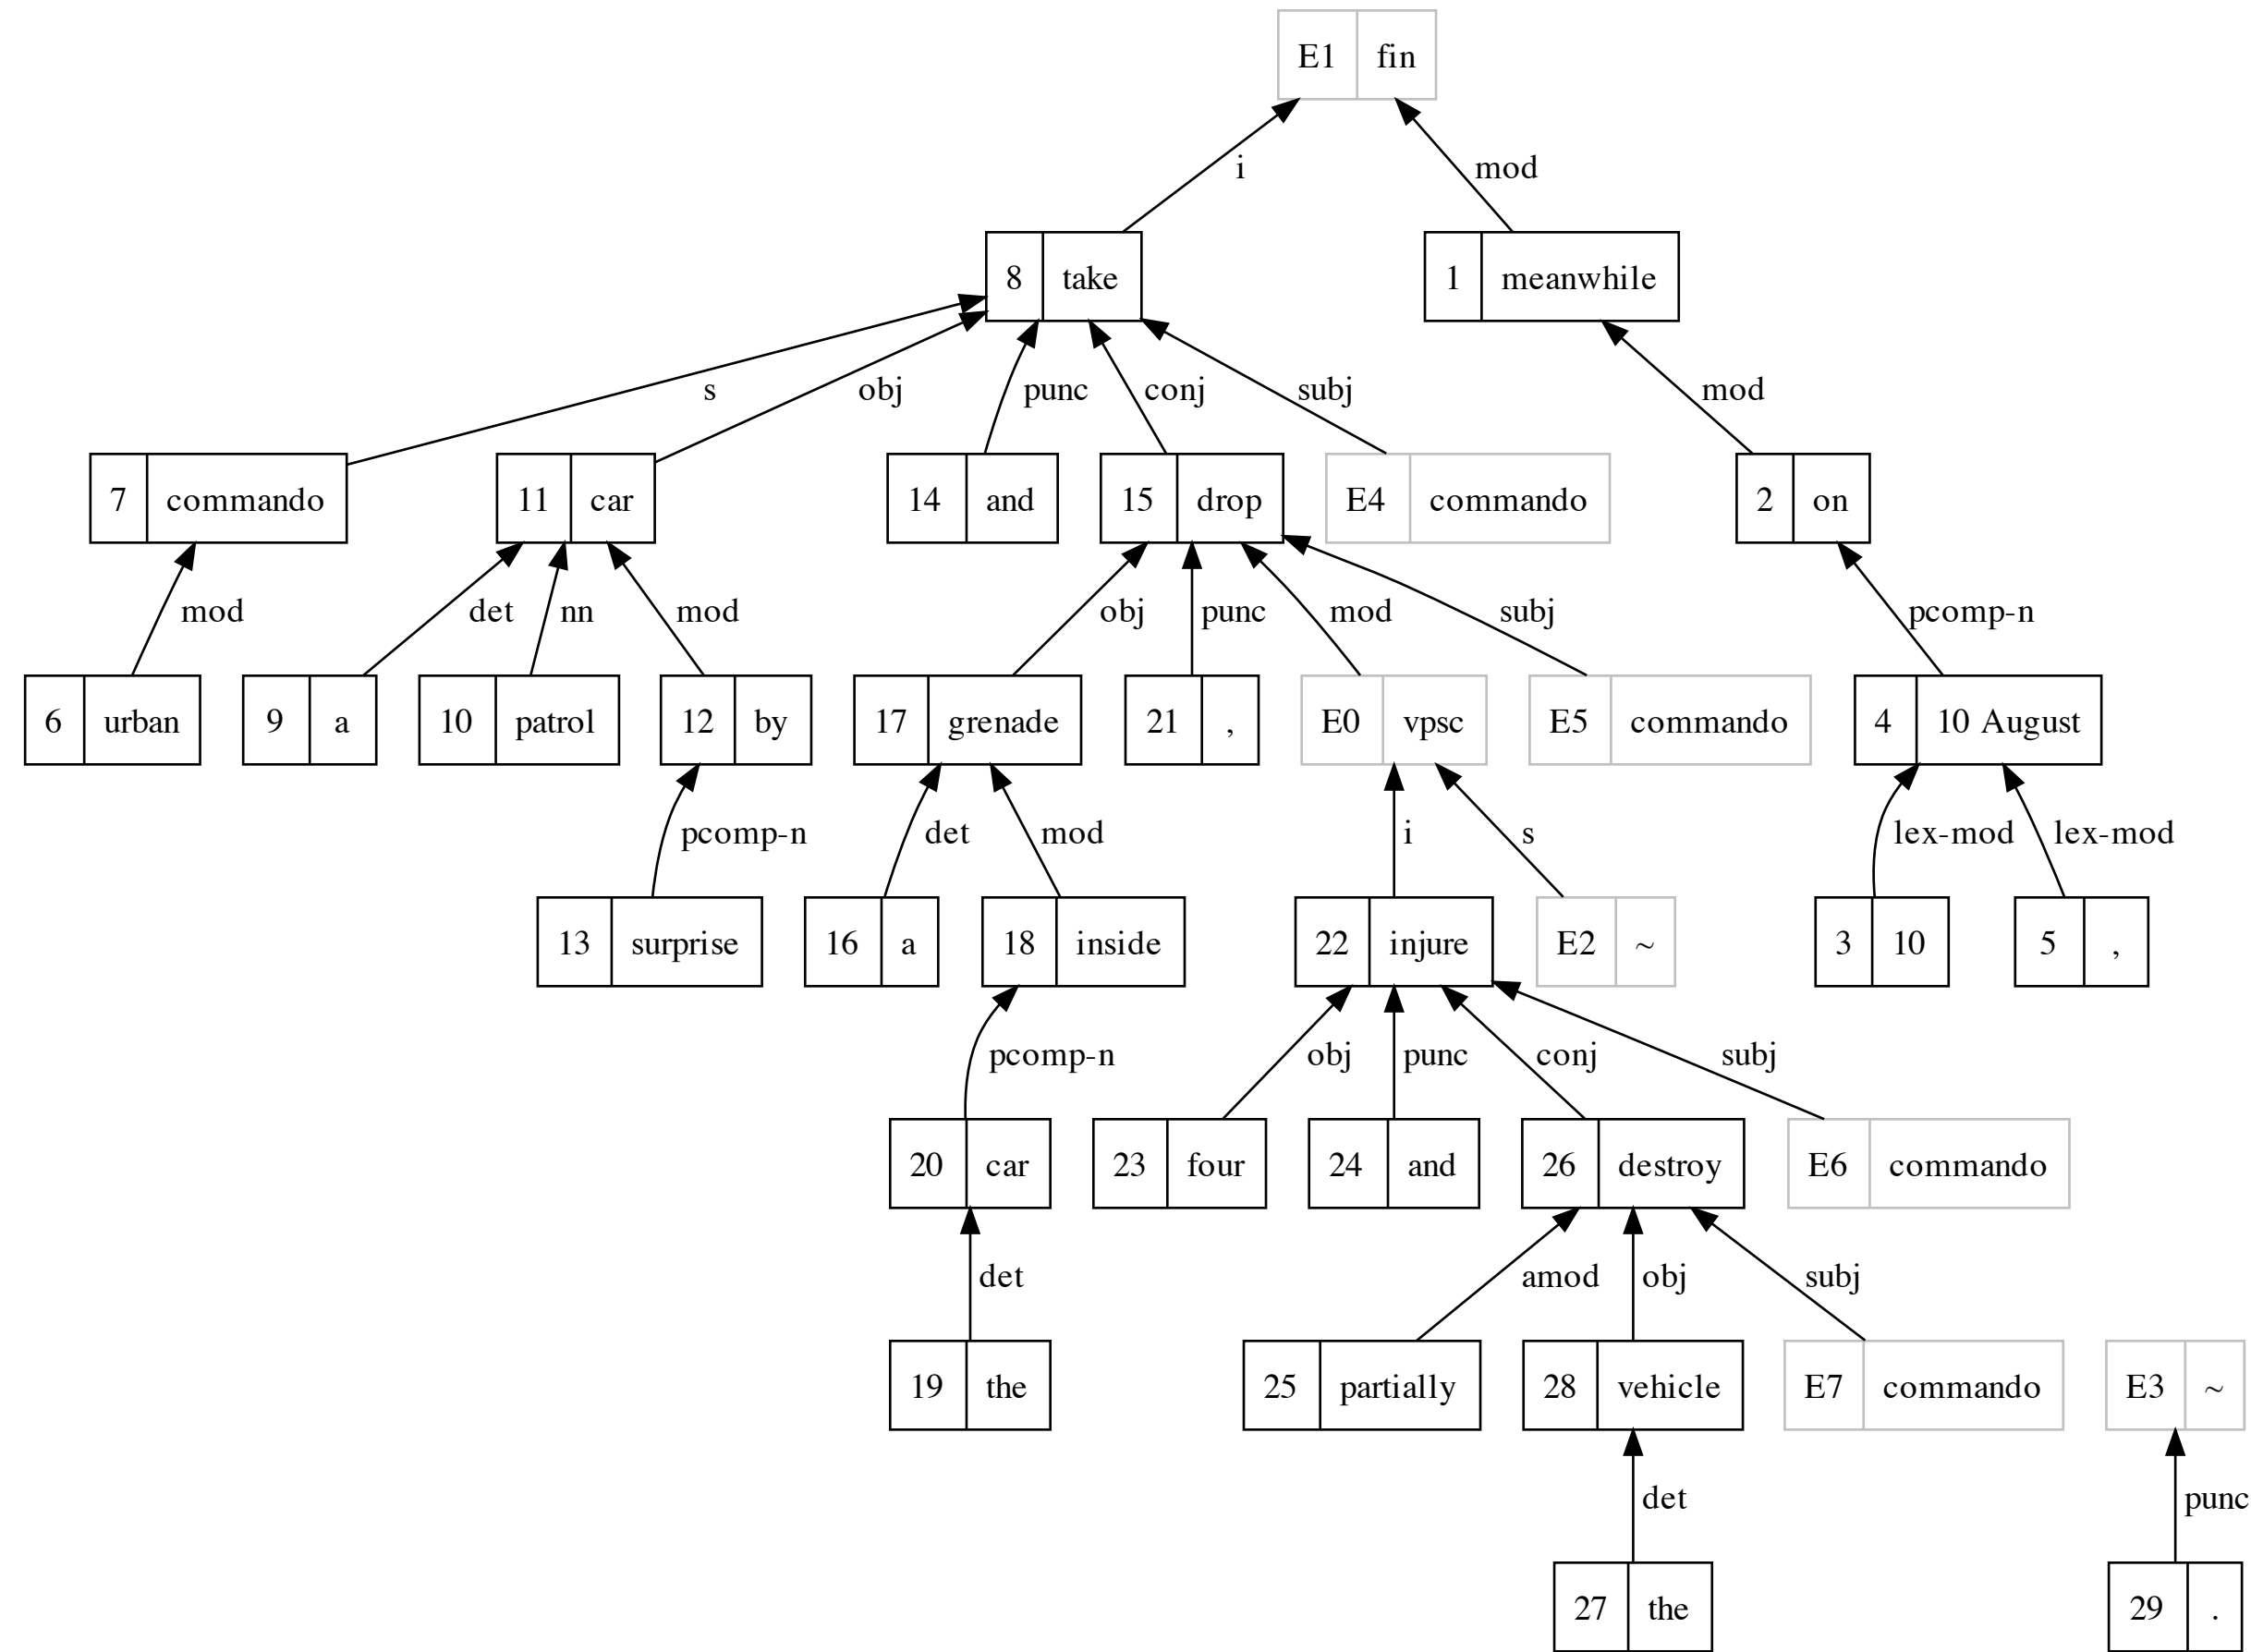 E1 fin
i mod
8 take 1 meanwhile
s obj punc conj subj mod
7 commando 11 car 14 and 15 drop E4 commando 2 on
mod det nn mod obj punc mod subj pcomp-n
6 urban 9 a 10 patrol 12 by 17 grenade 21 , E0 vpsc E5 commando 4 10 August
pcomp-n det mod i s lex-mod lex-mod
13 surprise 16 a 18 inside 22 injure E2 ~ 3 10 5 ,
pcomp-n obj punc conj subj
20 car 23 four 24 and 26 destroy E6 commando
det amod obj subj
19 the 25 partially 28 vehicle E7 commando E3 ~
det punc
27 the 29 .